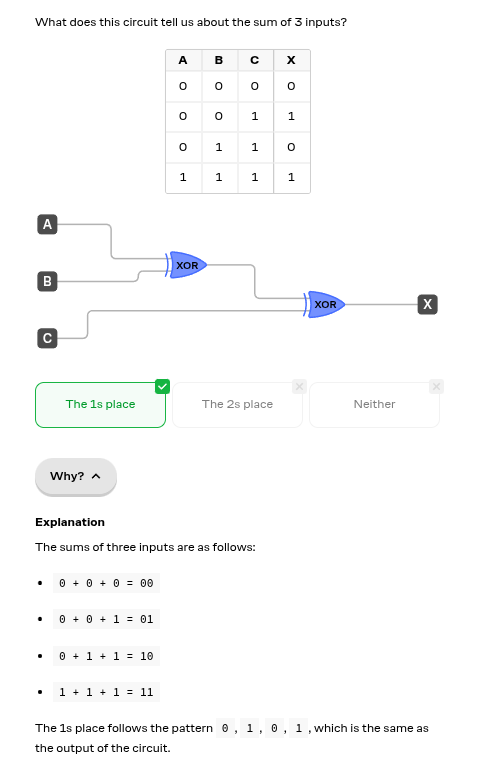 What does this circuit tell us about the sum of 3 inputs?
A B C X
0 0 0 0
0 0 1 1
0 1 1 0
1 1 1 1
A
XOR
B
XOR
X
C
The 1s place
The 2s place
Neither
Why?
Explanation
The sums of three inputs are as follows:
• 0 + 0 + 0 = 00
• 0 + 0 + 1 = 01
• 0 + 1 + 1 = 10
• 1 + 1 + 1 = 11
The 1s place follows the pattern 0 , 1 , 0 , 1 , which is the same as
the output of the circuit.